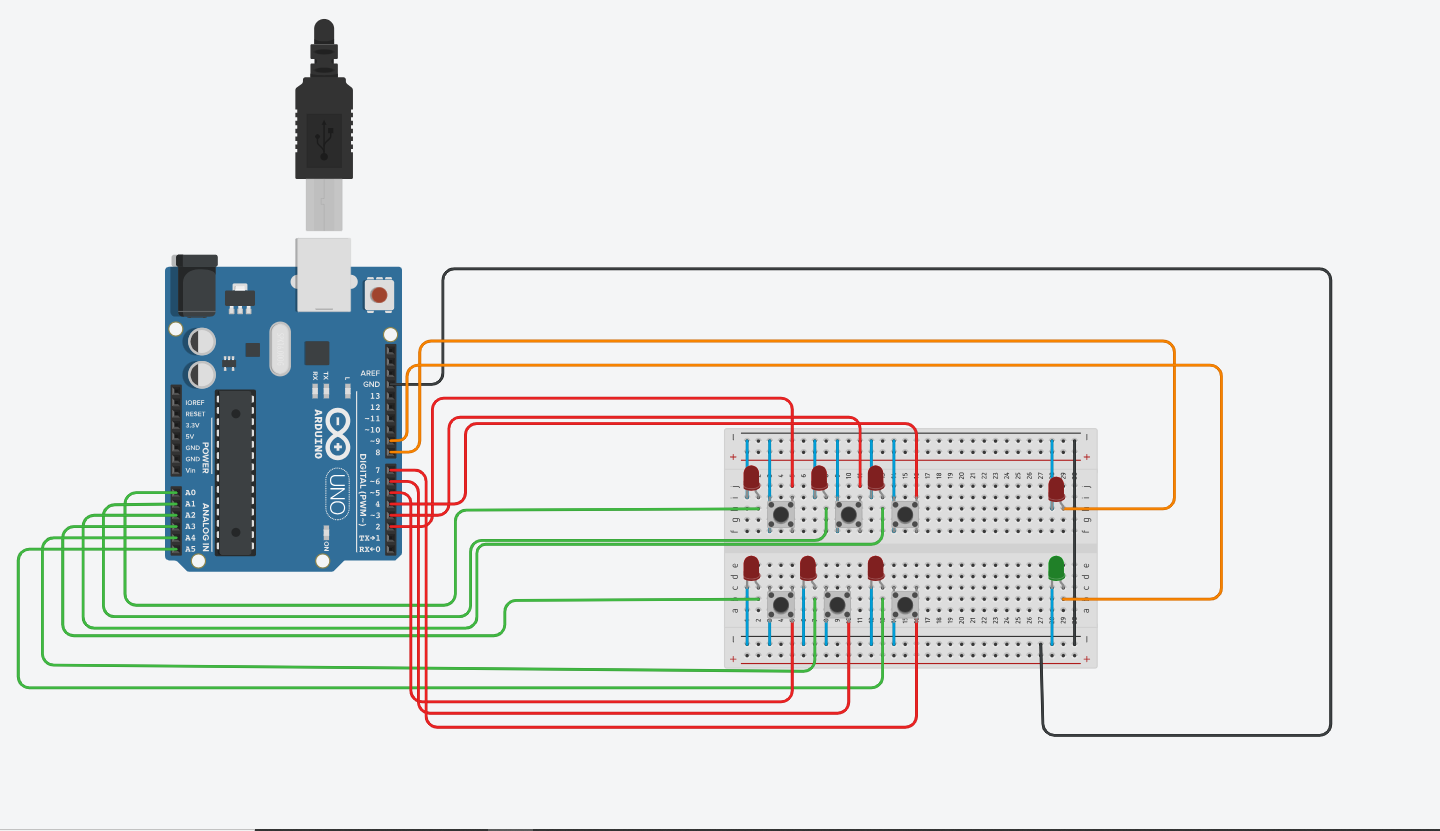 AREF
GND
13
12
~11
~10
~9
8
7
~6
~5
4
~3
2
TX→1
RX←0
DIGITAL (PWM~)
RX
TX
L
ARDUINO
UNO
ON
IOREF
RESET
3.3V
5V
GND
GND
Vin
POWER
A0
A1
A2
A3
A4
A5
ANALOG IN